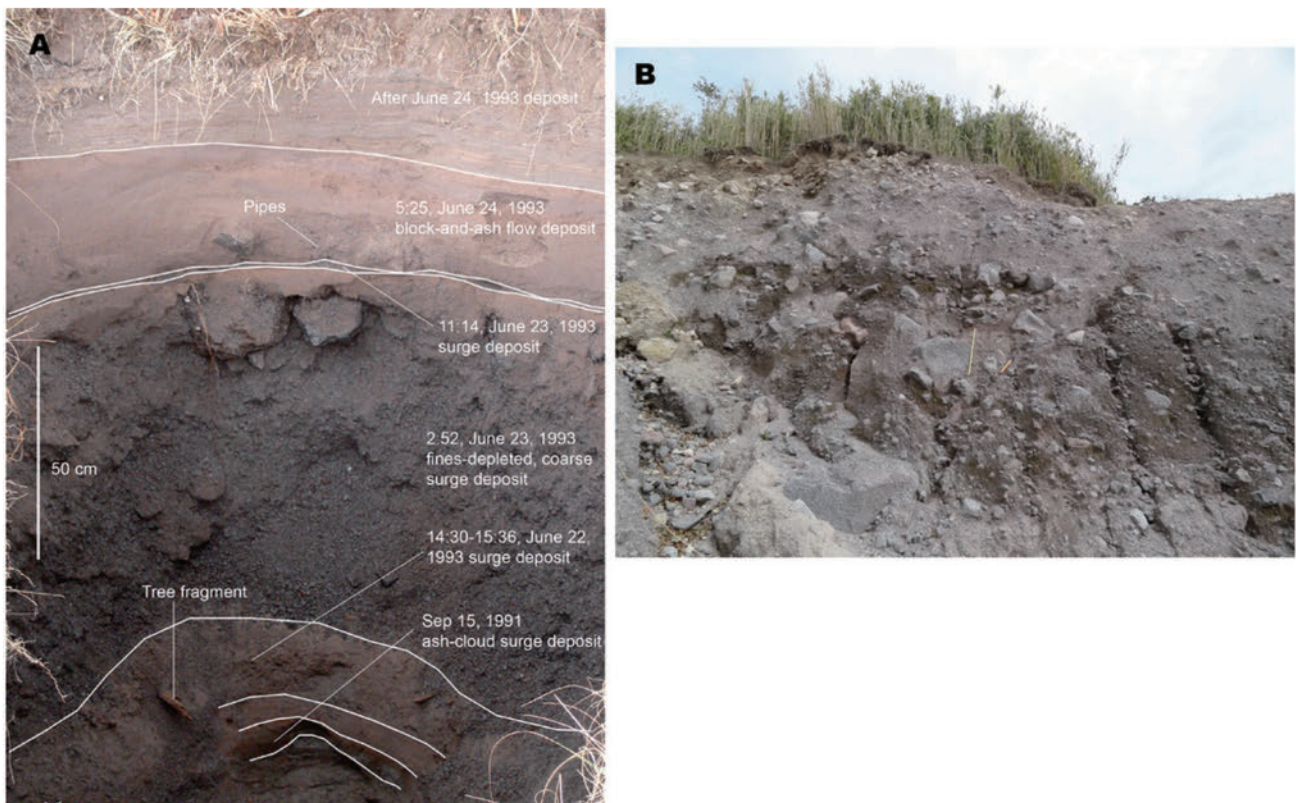 A
After June 24, 1993 deposit
Pipes
5:25, June 24, 1993
block-and-ash flow deposit
11:14, June 23, 1993
surge deposit
2:52, June 23, 1993
fines-depleted, coarse
surge deposit
50 cm
14:30-15:36, June 22,
1993 surge deposit
Tree fragment
Sep 15, 1991
ash-cloud surge deposit
B